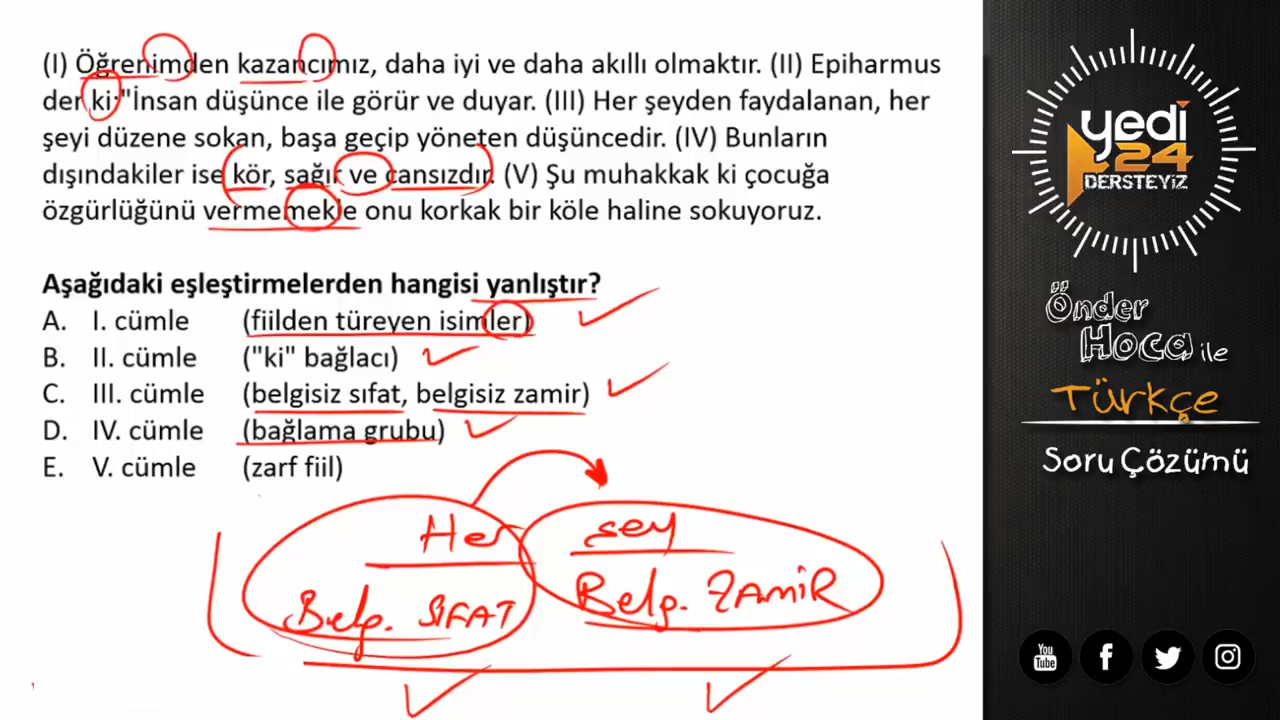 (I) Öğrenimden kazancımız, daha iyi ve daha akıllı olmaktır. (II) Epiharmus
der ki:"İnsan düşünce ile görür ve duyar. (III) Her şeyden faydalanan, her
şeyi düzene sokan, başa geçip yöneten düşüncedir. (IV) Bunların
dışındakiler ise kör, sağır ve cansızdır. (V) Şu muhakkak ki çocuğa
özgürlüğünü vermemekle onu korkak bir köle haline sokuyoruz.
Aşağıdaki eşleştirmelerden hangisi yanlıştır?
A. I. cümle (fiilden türeyen isimler)
B. II. cümle ("ki" bağlacı)
C. III. cümle (belgisiz sıfat, belgisiz zamir)
D. IV. cümle (bağlama grubu)
E. V. cümle (zarf fiil)
Her şey
Belg. SIFAT Belg. ZAMİR
yedi
24
DERSTEYİZ
Önder
Hoca ile
Türkçe
Soru Çözümü
You
Tube